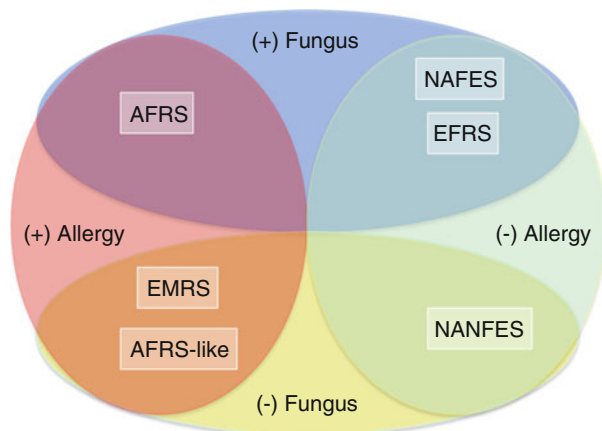 (+) Fungus
NAFES
AFRS
EFRS
(+) Allergy
(-) Allergy
EMRS
NANFES
AFRS-like
(-) Fungus